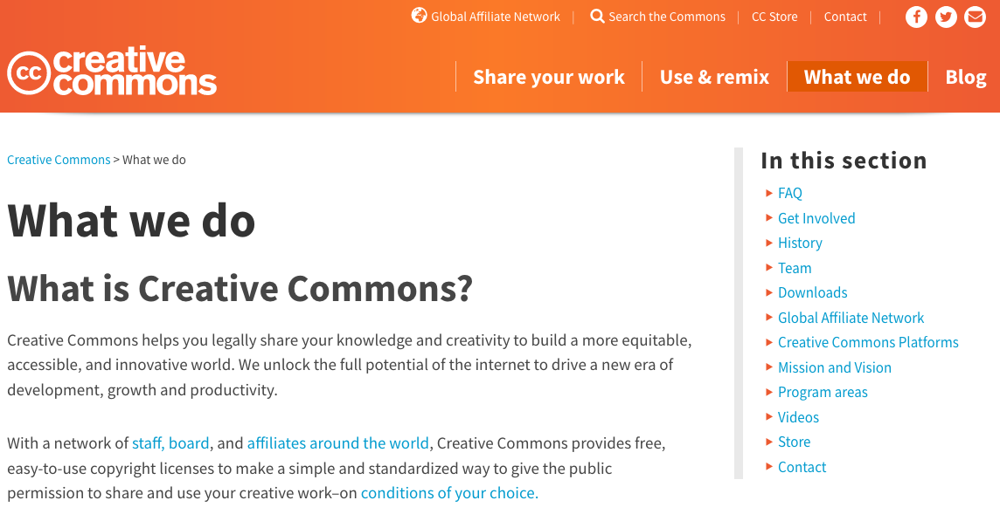 Global Affiliate Network | Search the Commons | CC Store | Contact |
cc creative commons
Share your work | Use & remix | What we do | Blog
Creative Commons > What we do
What we do
What is Creative Commons?
Creative Commons helps you legally share your knowledge and creativity to build a more equitable,
accessible, and innovative world. We unlock the full potential of the internet to drive a new era of
development, growth and productivity.
With a network of staff, board, and affiliates around the world, Creative Commons provides free,
easy-to-use copyright licenses to make a simple and standardized way to give the public
permission to share and use your creative work–on conditions of your choice.
In this section
FAQ
Get Involved
History
Team
Downloads
Global Affiliate Network
Creative Commons Platforms
Mission and Vision
Program areas
Videos
Store
Contact